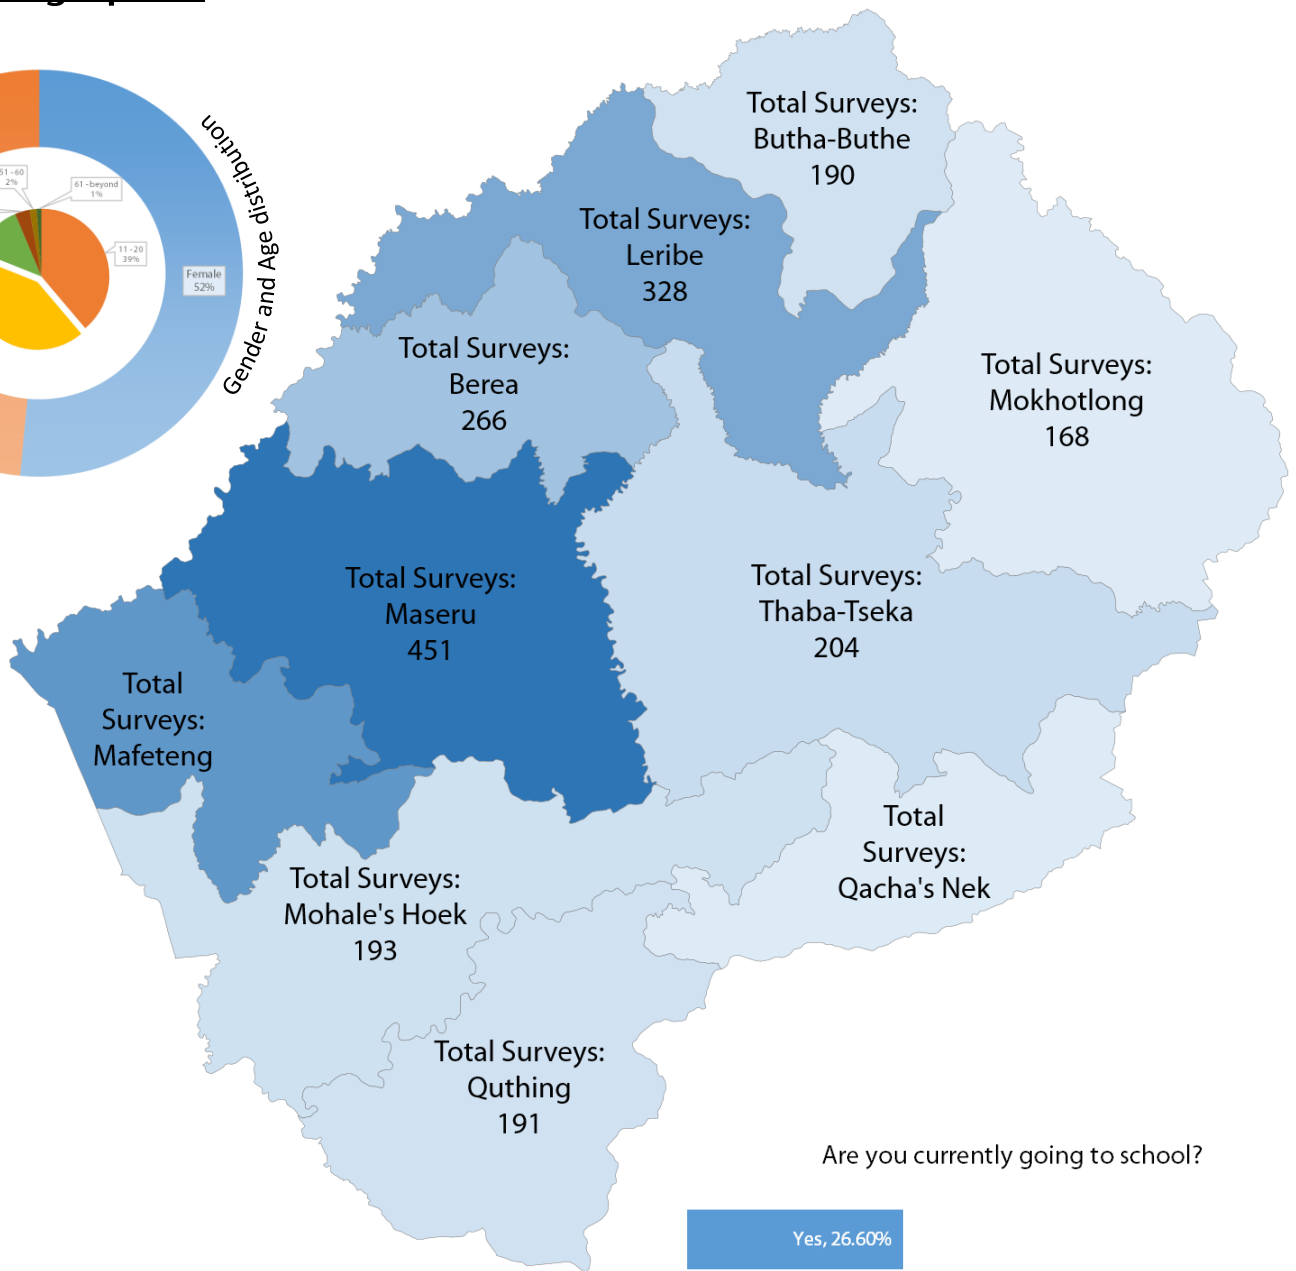 51 - 60
2%
61 - beyond
1%
11 - 20
39%
Female
52%
Gender and Age distribution
Total Surveys:
Butha-Buthe
190
Total Surveys:
Leribe
328
Total Surveys:
Berea
266
Total Surveys:
Mokhotlong
168
Total Surveys:
Maseru
451
Total Surveys:
Thaba-Tseka
204
Total
Surveys:
Mafeteng
Total
Surveys:
Qacha's Nek
Total Surveys:
Mohale's Hoek
193
Total Surveys:
Quthing
191
Are you currently going to school?
Yes, 26.60%